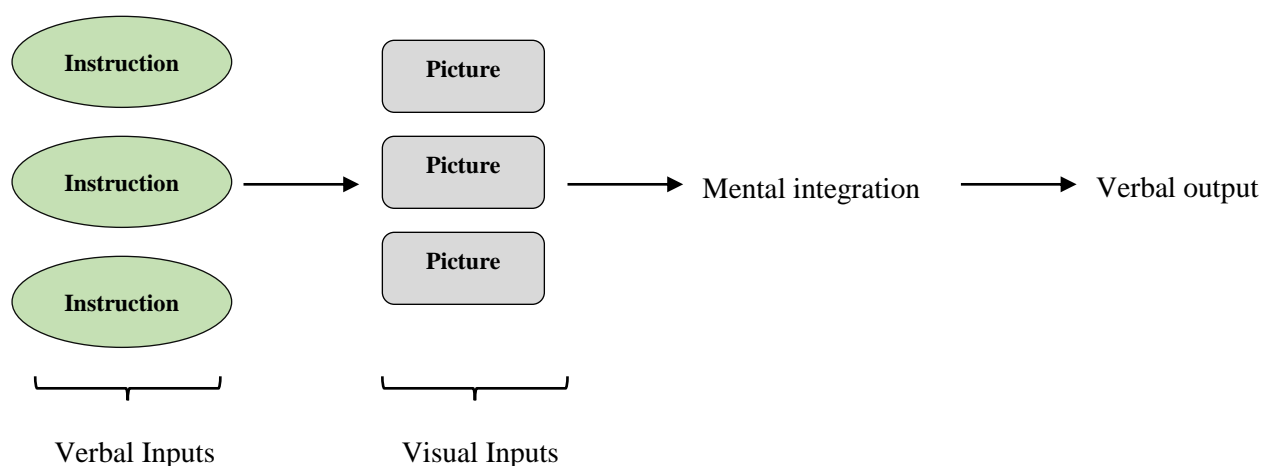 Instruction
Picture
Instruction
Picture
Mental integration
Verbal output
Instruction
Picture
Verbal Inputs
Visual Inputs